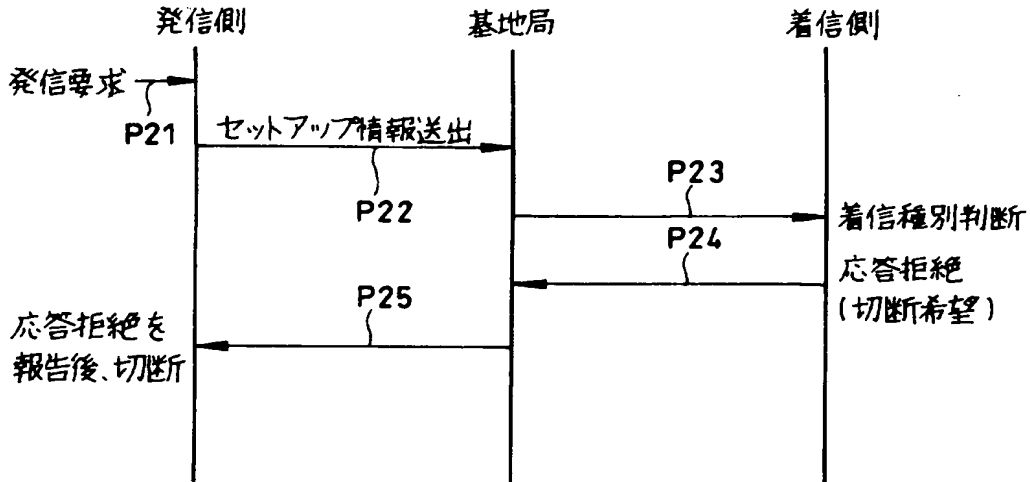 発信側
基地局
着信側
発信要求
P21
セットアップ情報送出
P22
P23
着信種別判断
P24
応答拒絶
(切断希望)
P25
応答拒絶を
報告後、切断